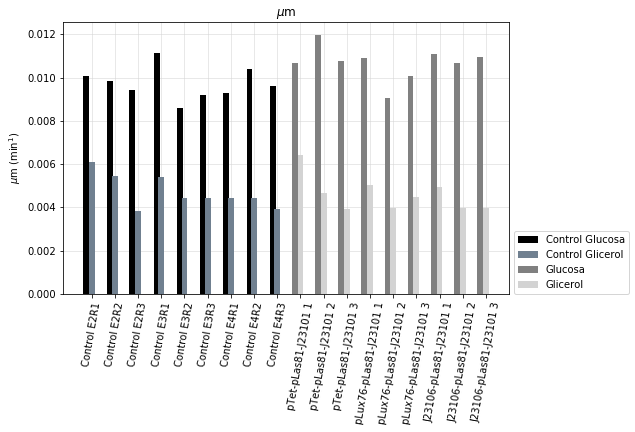 μm
0.012
0.010
0.008
0.006
0.004
0.002
0.000
μm (min¹)
Control E2R1
Control E2R2
Control E2R3
Control E3R1
Control E3R2
Control E3R3
Control E4R1
Control E4R2
Control E4R3
pTet-pLas81-J23101 1
pTet-pLas81-J23101 2
pTet-pLas81-J23101 3
pLux76-pLas81-J23101 1
pLux76-pLas81-J23101 2
pLux76-pLas81-J23101 3
J23106-pLas81-J23101 1
J23106-pLas81-J23101 2
J23106-pLas81-J23101 3
Control Glucosa
Control Glicerol
Glucosa
Glicerol